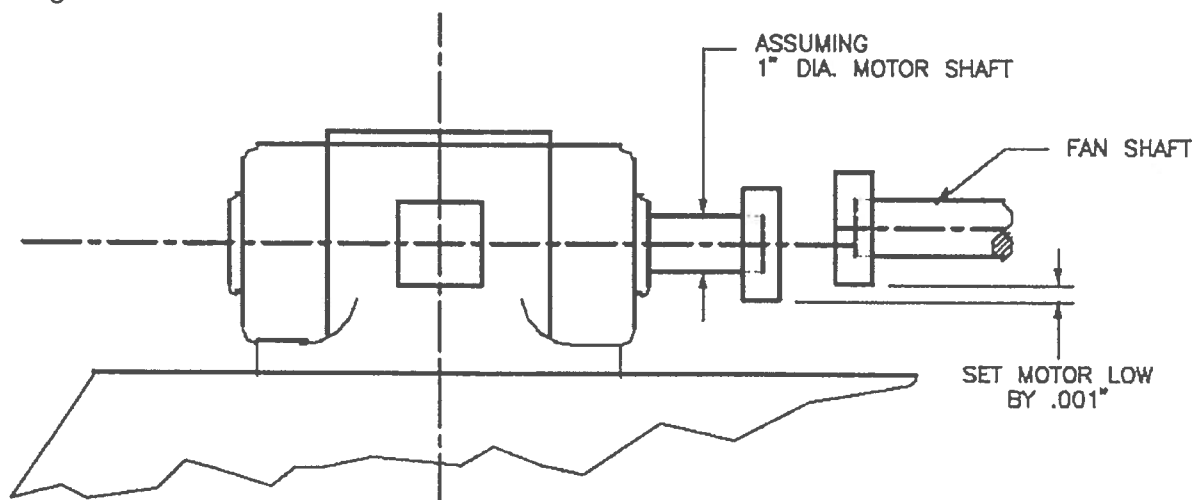 ASSUMING
1" DIA. MOTOR SHAFT
FAN SHAFT
SET MOTOR LOW
BY .001"